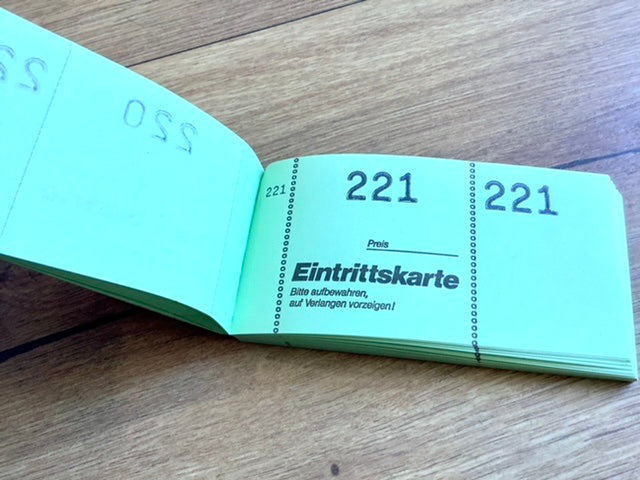 220
221
221
221
Preis
Eintrittskarte
Bitte aufbewahren,
auf Verlangen vorzeigen!